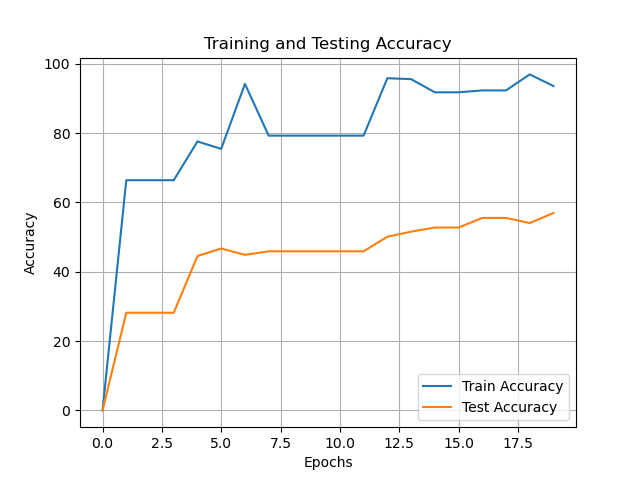 Training and Testing Accuracy
100
80
60
40
20
0
Accuracy
0.0 2.5 5.0 7.5 10.0 12.5 15.0 17.5
Epochs
Train Accuracy
Test Accuracy